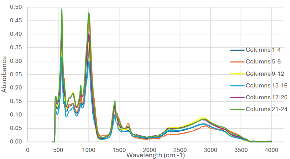 0.50
0.45
0.40
0.35
0.30
0.25
0.20
0.15
0.10
0.05
0.00
Absorbance
0 500 1000 1500 2000 2500 3000 3500 4000
Wavelength (cm -1)
Columns 1-4
Columns 5-8
Columns 9-12
Columns 13-16
Columns 17-20
Columns 21-24